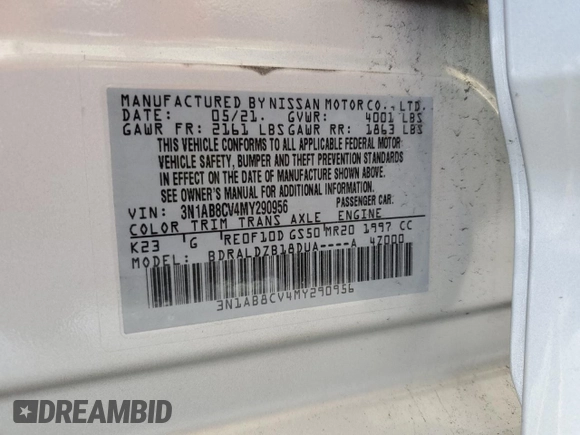 MANUFACTURED BY NISSAN MOTOR CO., LTD.
DATE: 05/21. GVWR: 4001 LBS
GAWR FR: 2161 LBS GAWR RR: 1863 LBS
THIS VEHICLE CONFORMS TO ALL APPLICABLE FEDERAL MOTOR
VEHICLE SAFETY, BUMPER AND THEFT PREVENTION STANDARDS
IN EFFECT ON THE DATE OF MANUFACTURE SHOWN ABOVE.
SEE OWNER'S MANUAL FOR ADDITIONAL INFORMATION
VIN: 3N1AB8CV4MY290956 PASSENGER CAR.
COLOR TRIM TRANS AXLE ENGINE
K23 G RE0F10D GS50 MR20 1997 CC
MODEL: BDRALDZB18DUA----A 47000
3N1AB8CV4MY290956
DREAMBID